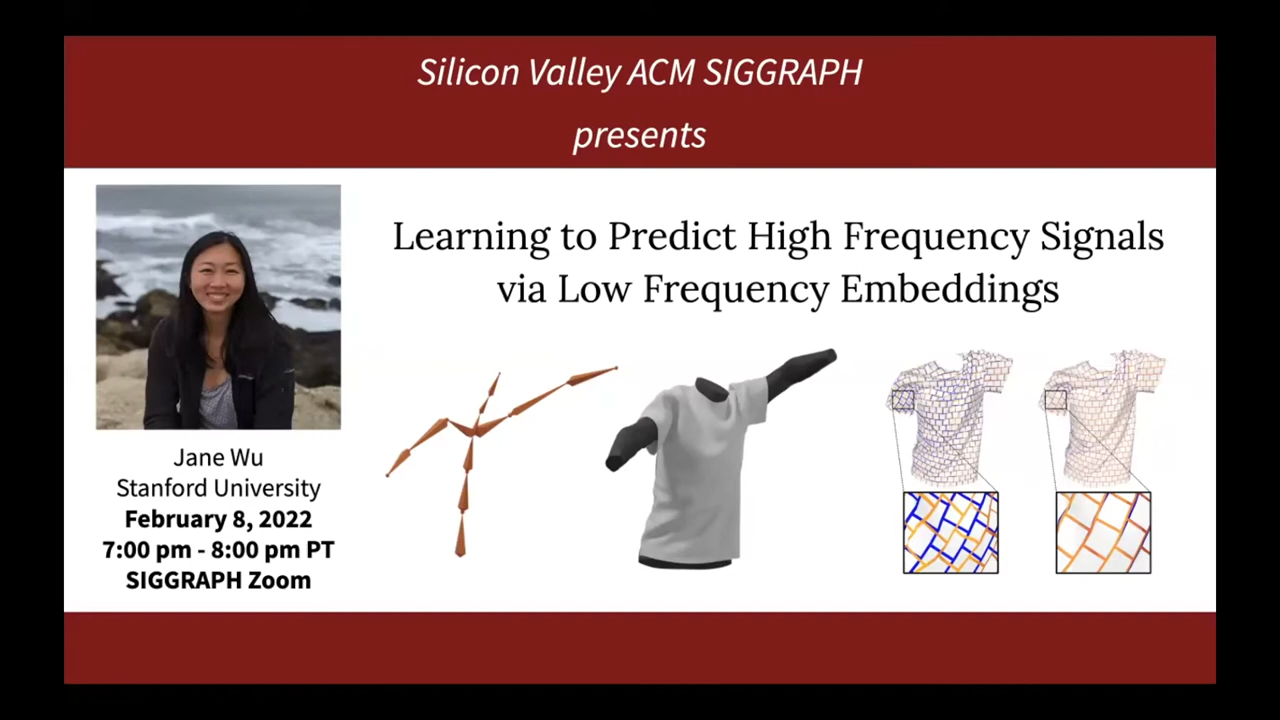 Silicon Valley ACM SIGGRAPH
presents
Learning to Predict High Frequency Signals
via Low Frequency Embeddings
Jane Wu
Stanford University
February 8, 2022
7:00 pm - 8:00 pm PT
SIGGRAPH Zoom